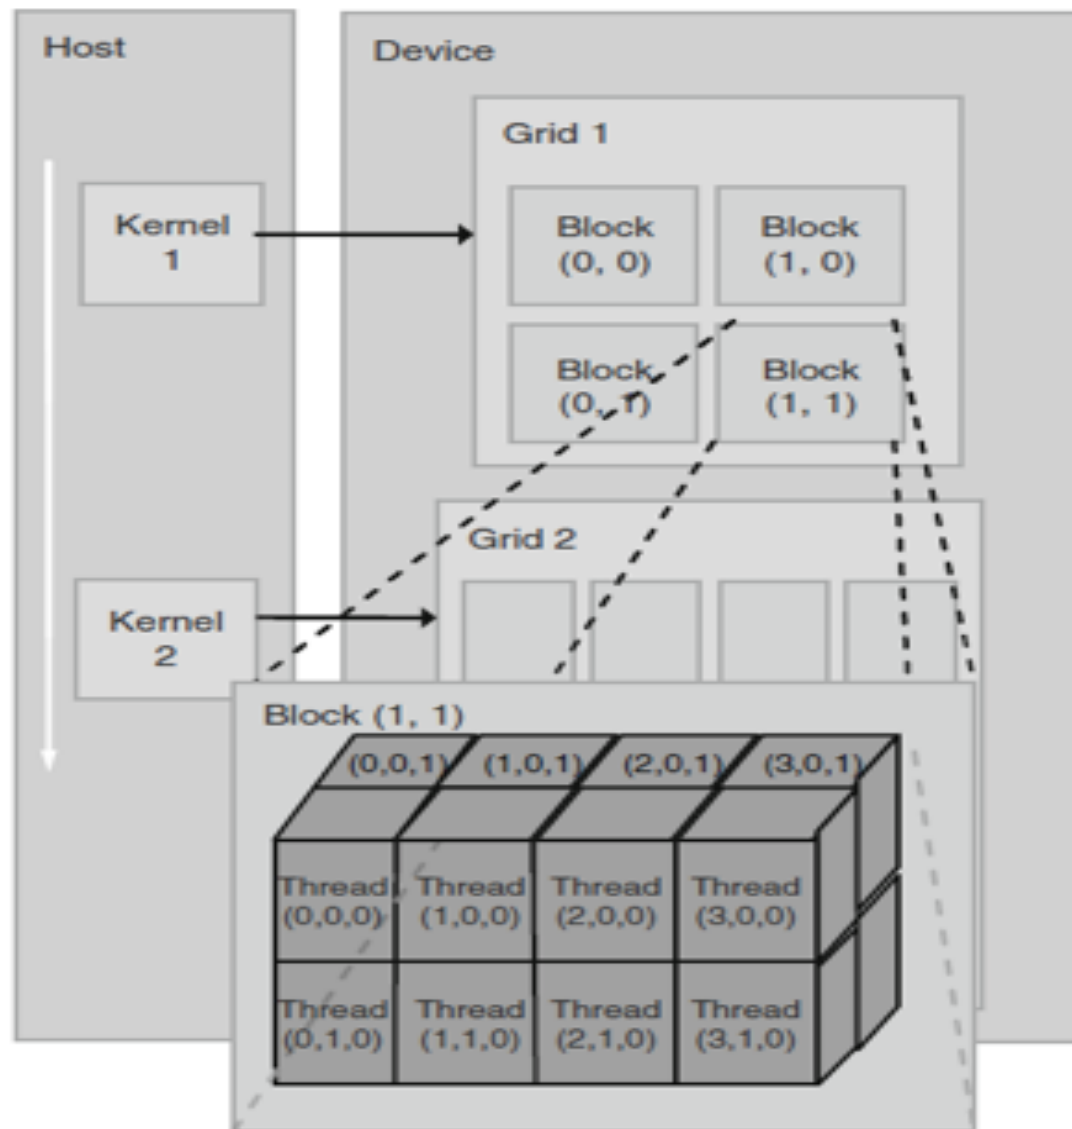 Host
Device
Grid 1
Kernel
1
Block
(0, 0)
Block
(1, 0)
Block
(0, 1)
Block
(1, 1)
Grid 2
Kernel
2
Block (1, 1)
(0,0,1)
(1,0,1)
(2,0,1)
(3,0,1)
Thread
(0,0,0)
Thread
(1,0,0)
Thread
(2,0,0)
Thread
(3,0,0)
Thread
(0,1,0)
Thread
(1,1,0)
Thread
(2,1,0)
Thread
(3,1,0)